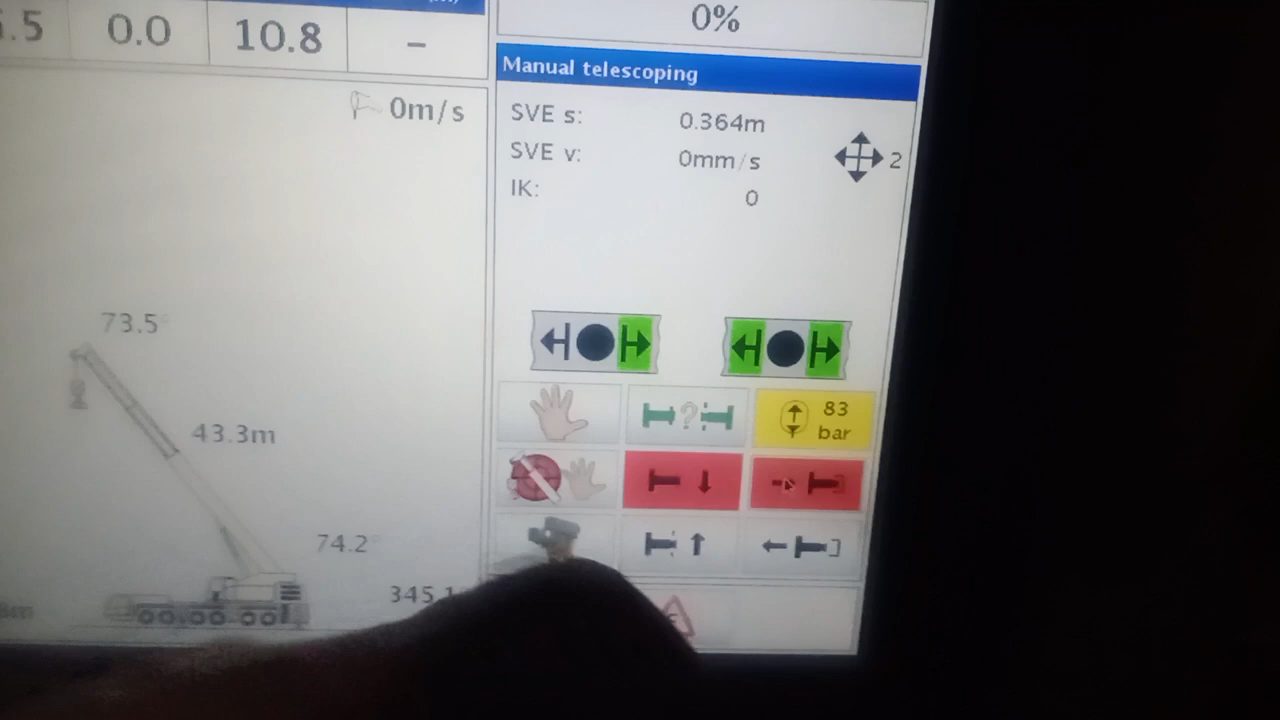 0.0
10.8
–
0%
Manual telescoping
0m/s
SVE s: 0.364m
SVE v: 0mm/s
2
IK: 0
73.5°
43.3m
83
bar
?
74.2°